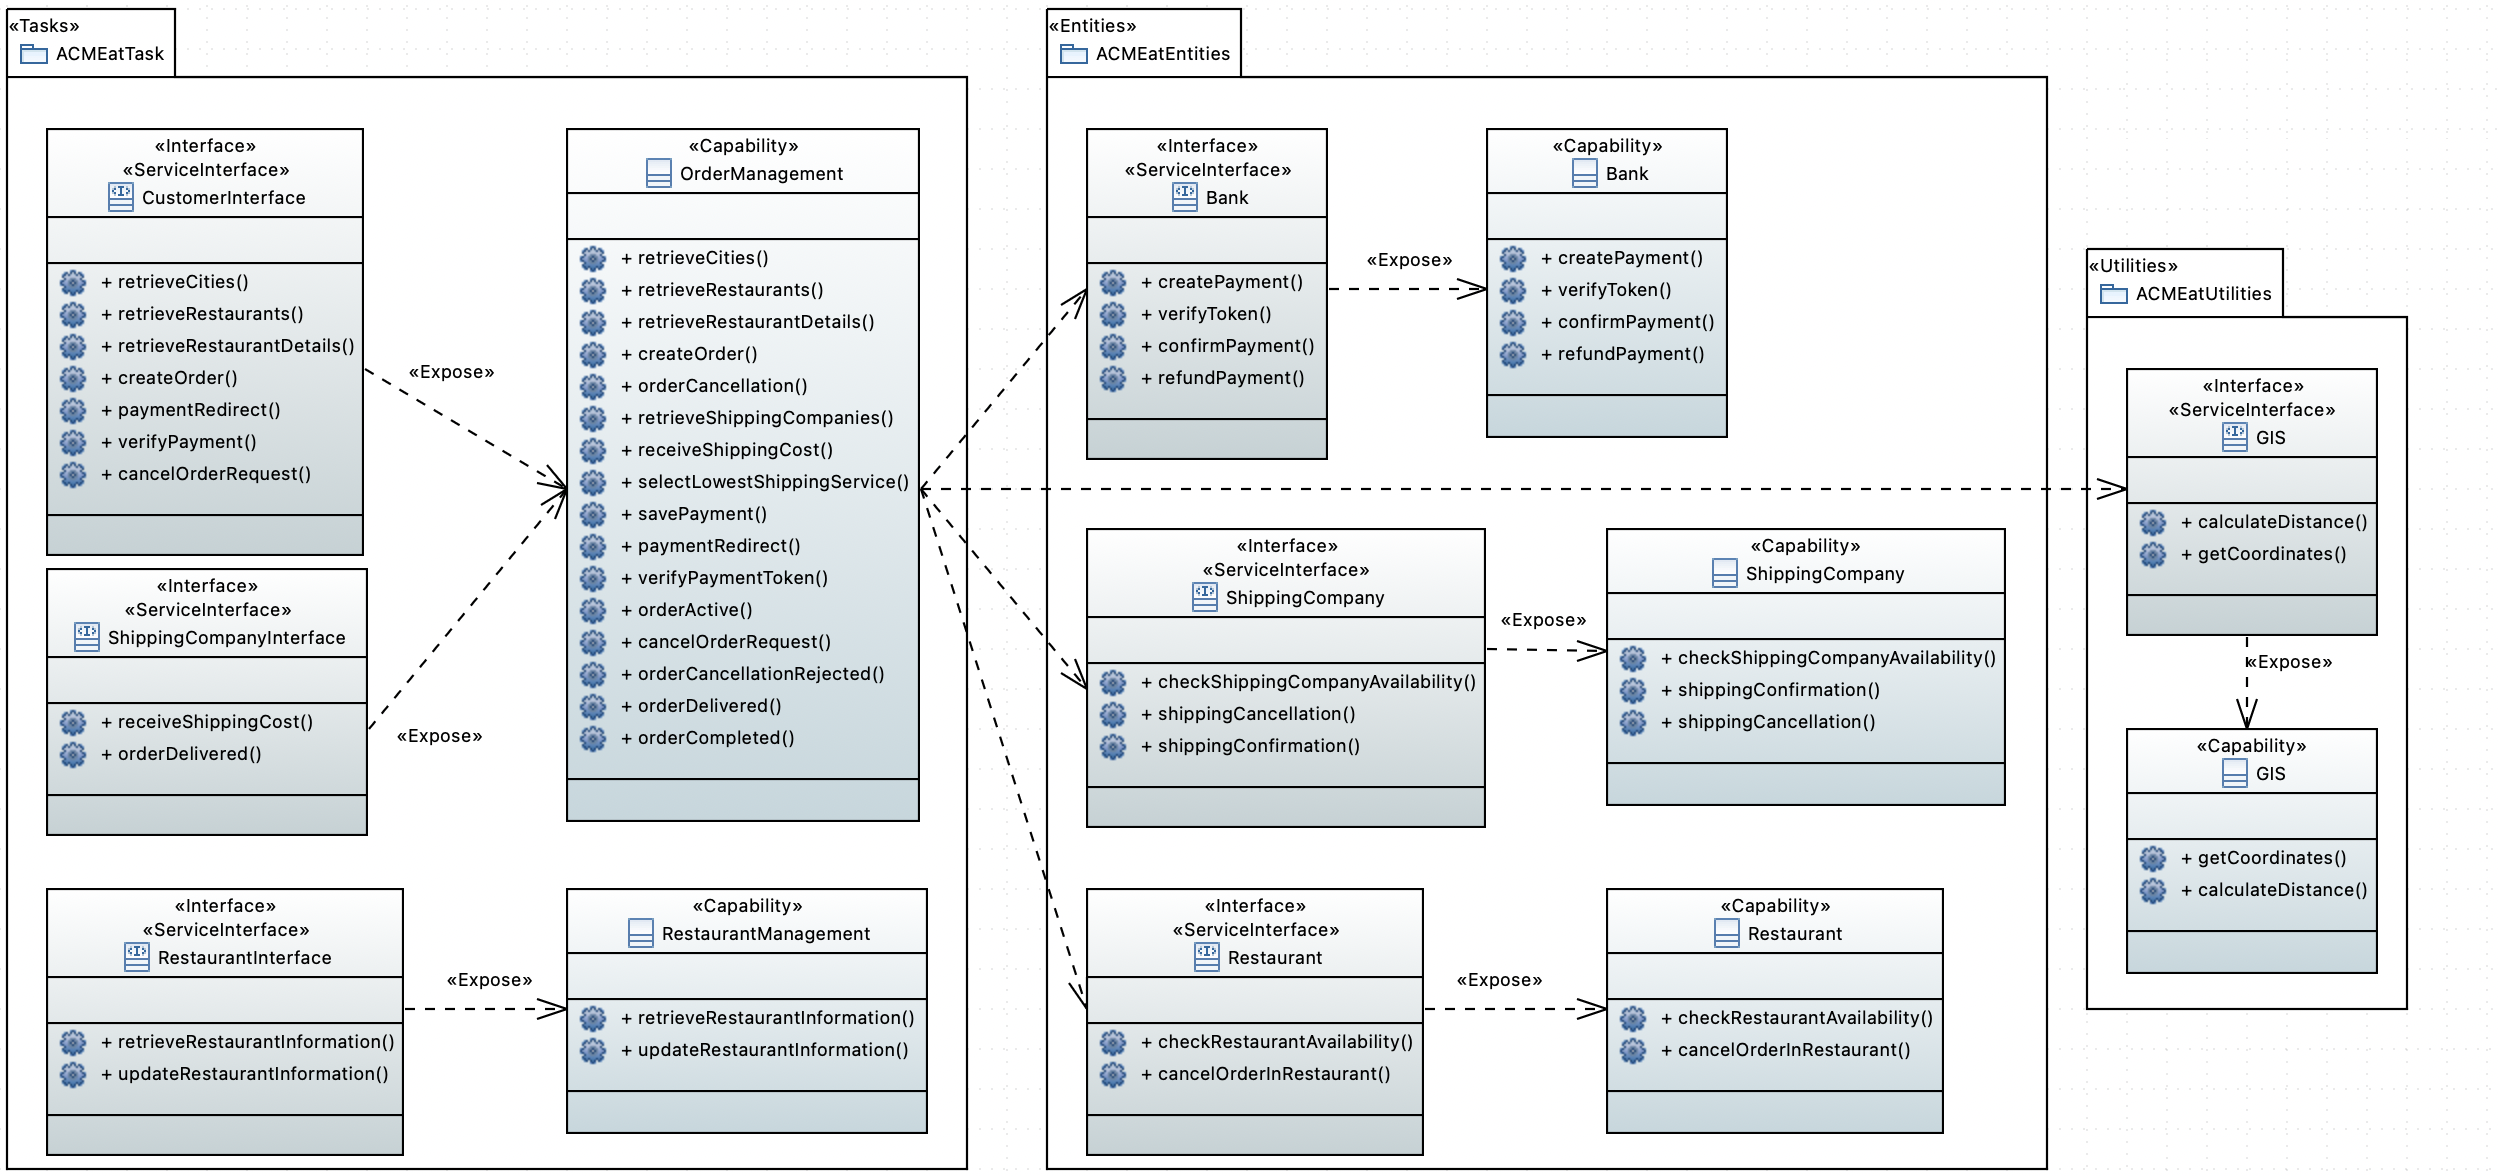 «Tasks»
ACMEatTask
«Interface»
«ServiceInterface»
CustomerInterface
+ retrieveCities()
+ retrieveRestaurants()
+ retrieveRestaurantDetails()
+ createOrder()
+ paymentRedirect()
+ verifyPayment()
+ cancelOrderRequest()
«Expose»
«Interface»
«ServiceInterface»
ShippingCompanyInterface
+ receiveShippingCost()
+ orderDelivered()
«Expose»
«Capability»
OrderManagement
+ retrieveCities()
+ retrieveRestaurants()
+ retrieveRestaurantDetails()
+ createOrder()
+ orderCancellation()
+ retrieveShippingCompanies()
+ receiveShippingCost()
+ selectLowestShippingService()
+ savePayment()
+ paymentRedirect()
+ verifyPaymentToken()
+ orderActive()
+ cancelOrderRequest()
+ orderCancellationRejected()
+ orderDelivered()
+ orderCompleted()
«Interface»
«ServiceInterface»
RestaurantInterface
+ retrieveRestaurantInformation()
+ updateRestaurantInformation()
«Expose»
«Capability»
RestaurantManagement
+ retrieveRestaurantInformation()
+ updateRestaurantInformation()
«Entities»
ACMEatEntities
«Interface»
«ServiceInterface»
Bank
+ createPayment()
+ verifyToken()
+ confirmPayment()
+ refundPayment()
«Expose»
«Capability»
Bank
+ createPayment()
+ verifyToken()
+ confirmPayment()
+ refundPayment()
«Interface»
«ServiceInterface»
ShippingCompany
+ checkShippingCompanyAvailability()
+ shippingCancellation()
+ shippingConfirmation()
«Expose»
«Capability»
ShippingCompany
+ checkShippingCompanyAvailability()
+ shippingConfirmation()
+ shippingCancellation()
«Interface»
«ServiceInterface»
Restaurant
+ checkRestaurantAvailability()
+ cancelOrderInRestaurant()
«Expose»
«Capability»
Restaurant
+ checkRestaurantAvailability()
+ cancelOrderInRestaurant()
«Utilities»
ACMEatUtilities
«Interface»
«ServiceInterface»
GIS
+ calculateDistance()
+ getCoordinates()
«Expose»
«Capability»
GIS
+ getCoordinates()
+ calculateDistance()